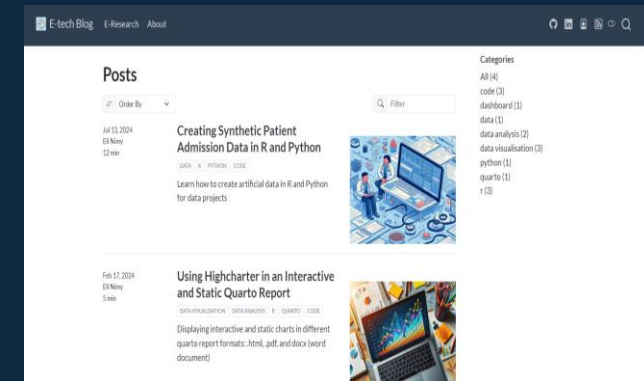 E-tech Blog E-Research About
Posts
Order By
Filter
Jul 13, 2024
Eli Nimy
12 min
Creating Synthetic Patient
Admission Data in R and Python
DATA R PYTHON CODE
Learn how to create artificial data in R and Python
for data projects
Feb 17, 2024
Eli Nimy
5 min
Using Highcharter in an Interactive
and Static Quarto Report
DATA VISUALISATION DATA ANALYSIS R QUARTO CODE
Displaying interactive and static charts in different
quarto report formats: .html, .pdf, and docx (word
document)
Categories
All (4)
code (3)
dashboard (1)
data (1)
data analysis (2)
data visualisation (3)
python (1)
quarto (1)
r (3)